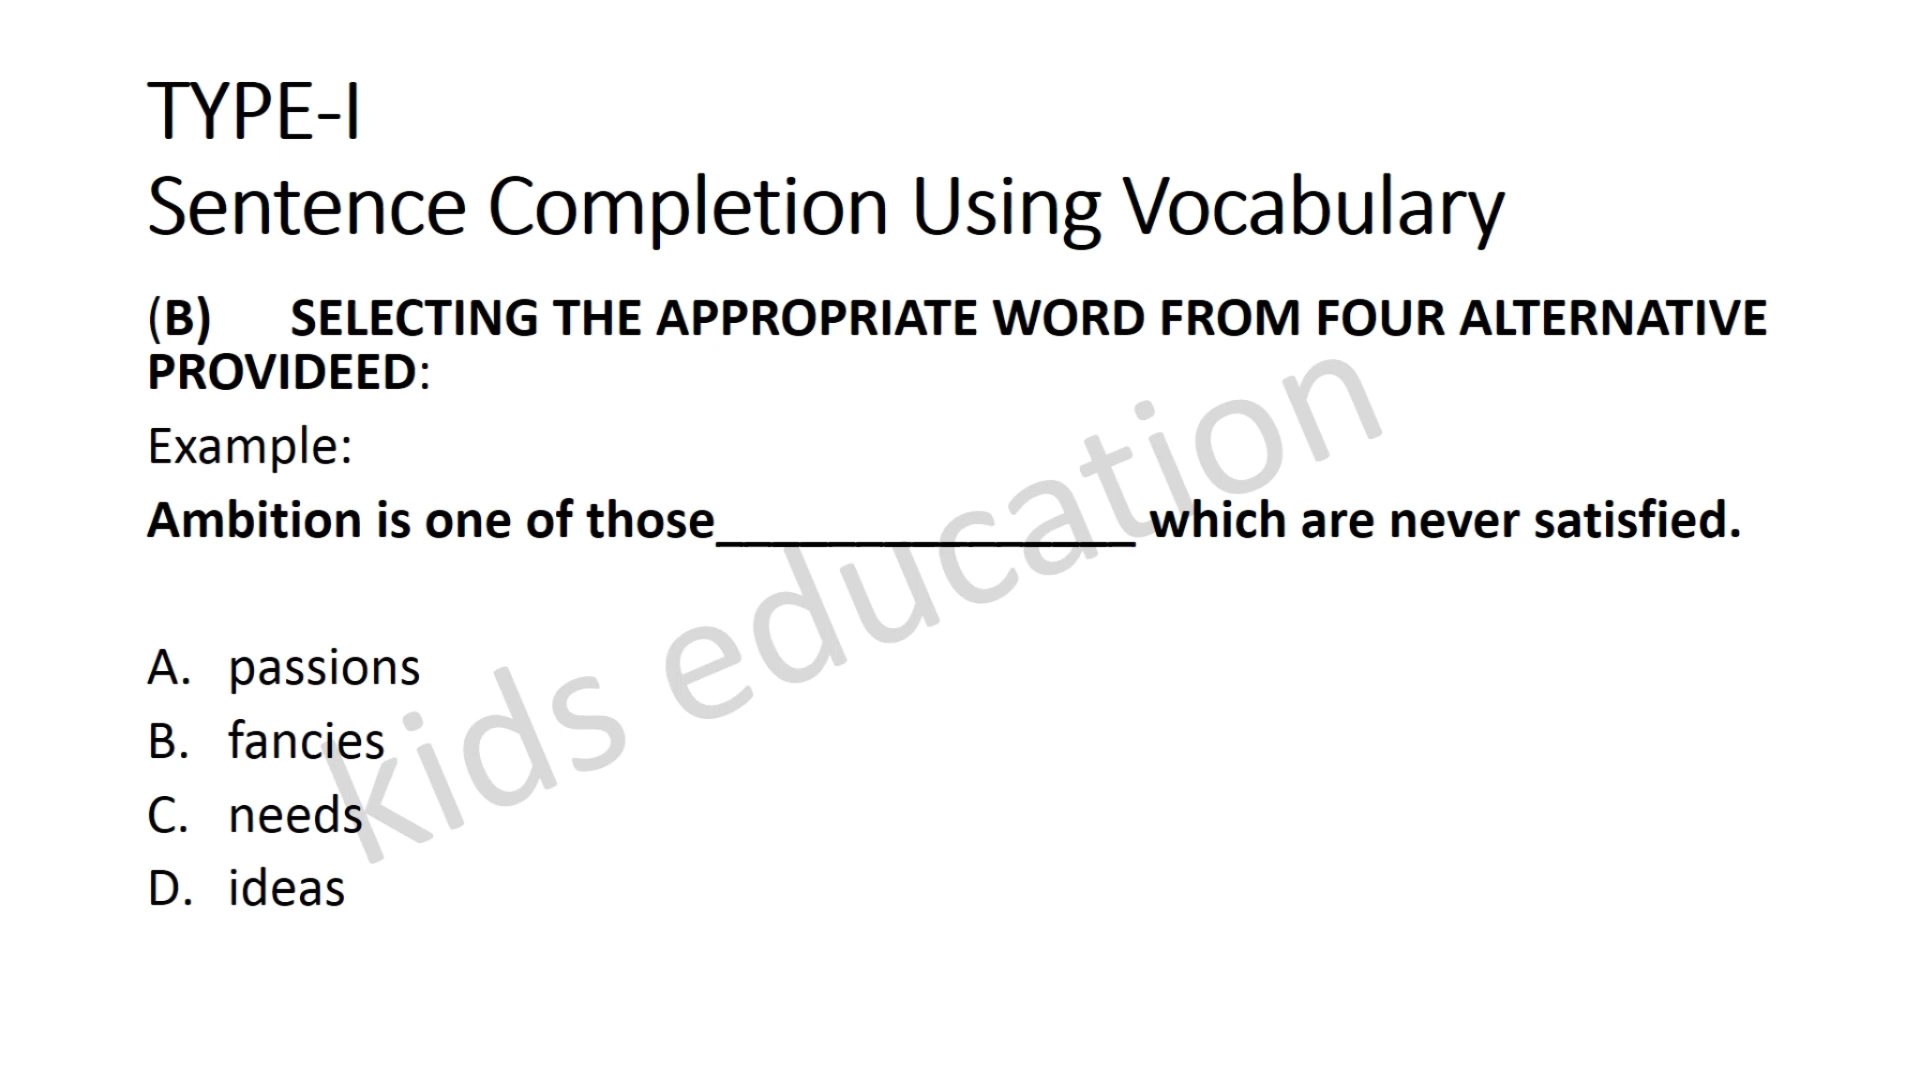 TYPE-I
Sentence Completion Using Vocabulary
(B) SELECTING THE APPROPRIATE WORD FROM FOUR ALTERNATIVE
PROVIDEED:
Example:
Ambition is one of those_______________ which are never satisfied.
A. passions
B. fancies
C. needs
D. ideas
kids education